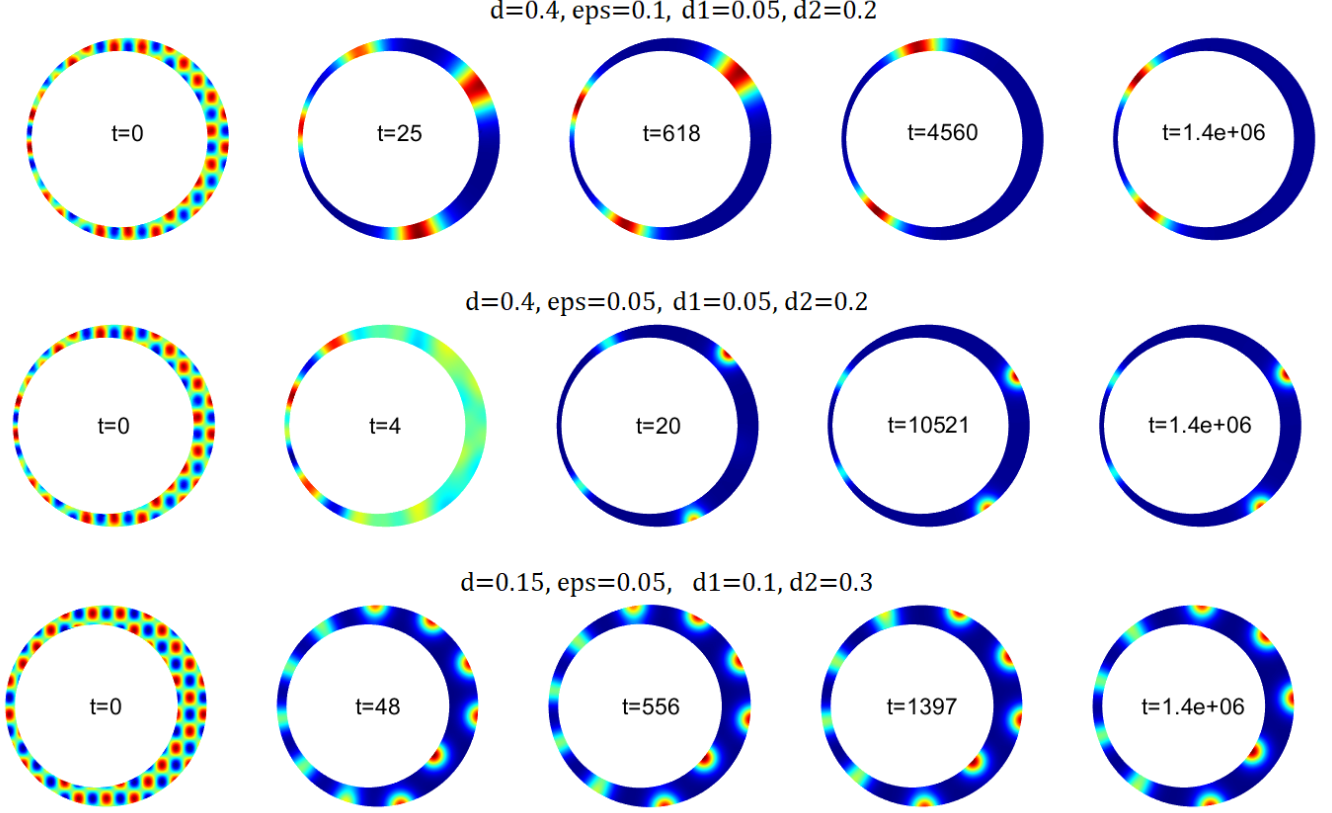 d=0.4, eps=0.1, d1=0.05, d2=0.2
t=0 t=25 t=618 t=4560 t=1.4e+06
d=0.4, eps=0.05, d1=0.05, d2=0.2
t=0 t=4 t=20 t=10521 t=1.4e+06
d=0.15, eps=0.05, d1=0.1, d2=0.3
t=0 t=48 t=556 t=1397 t=1.4e+06